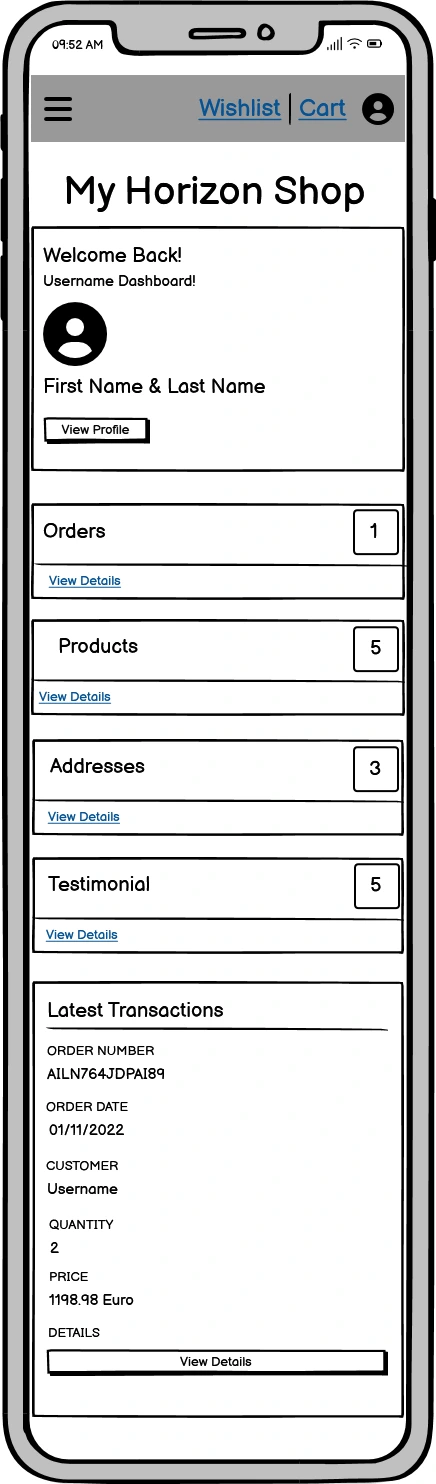 09:52 AM
Wishlist Cart
My Horizon Shop
Welcome Back!
Username Dashboard!
First Name & Last Name
View Profile
Orders 1
View Details
Products 5
View Details
Addresses 3
View Details
Testimonial 5
View Details
Latest Transactions
ORDER NUMBER
AILN764JDPAI89
ORDER DATE
01/11/2022
CUSTOMER
Username
QUANTITY
2
PRICE
1198.98 Euro
DETAILS
View Details